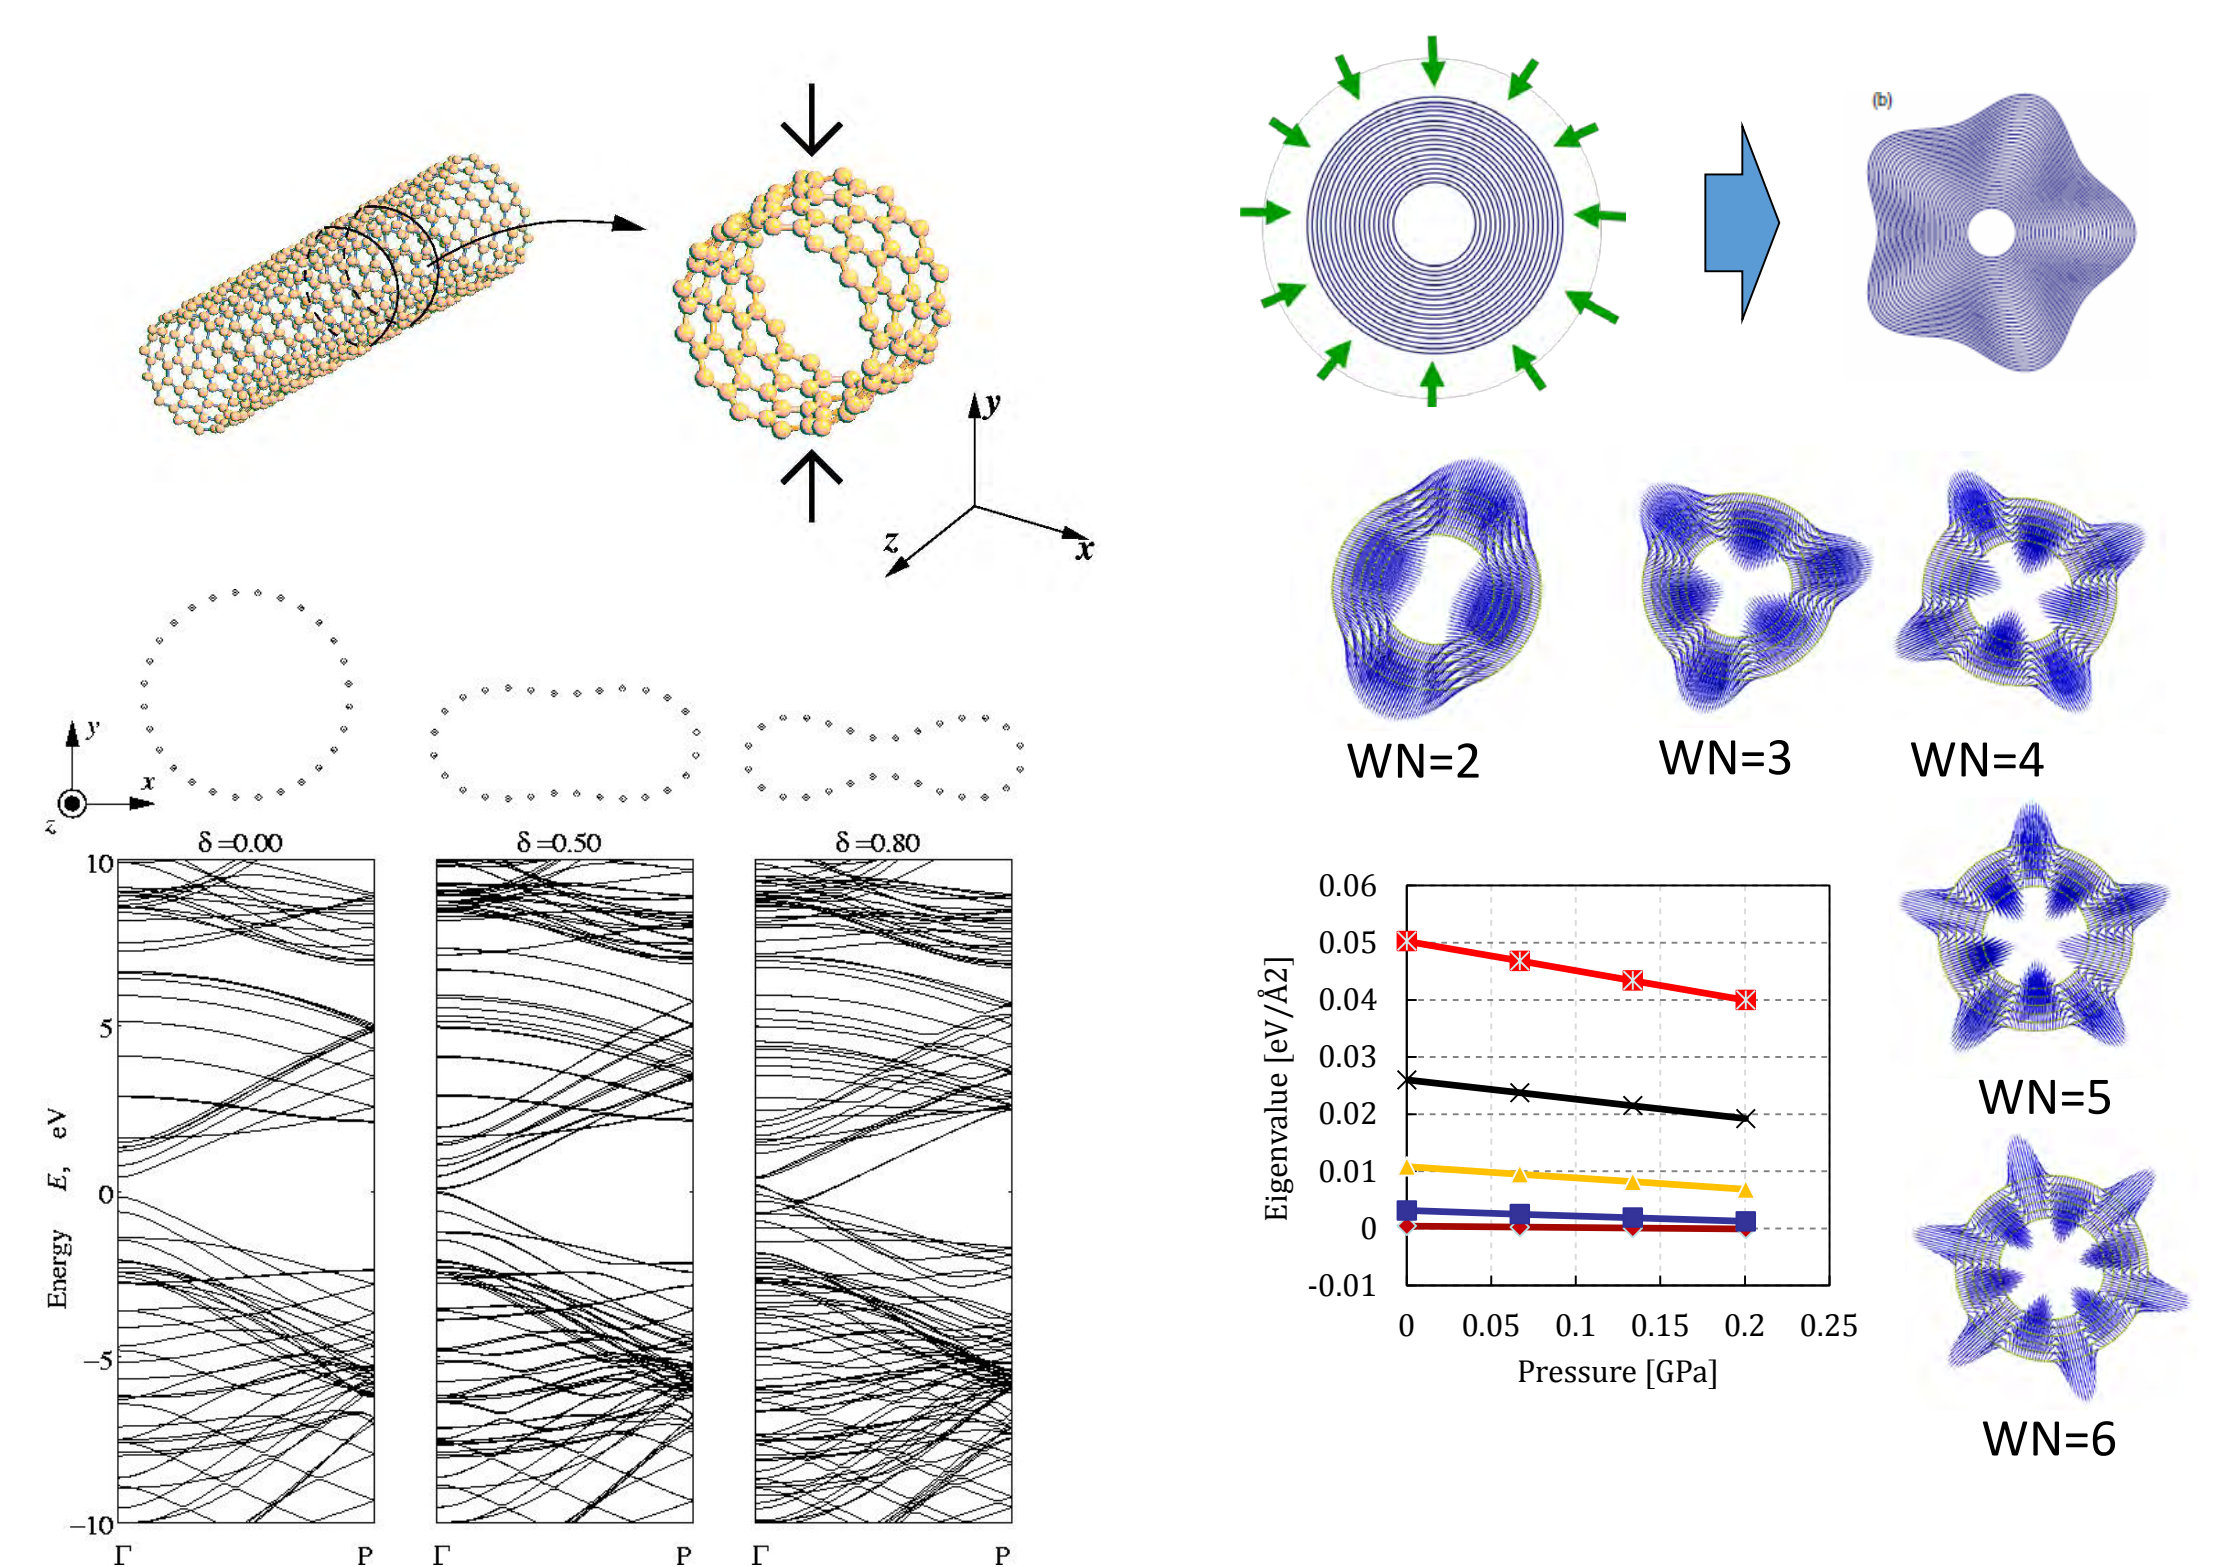 y
x
z
y
x
z
δ=0.00
δ=0.50
δ=0.80
Energy E, eV
10
5
0
−5
−10
Γ P
Γ P
Γ P
(b)
WN=2
WN=3
WN=4
WN=5
WN=6
Eigenvalue [eV/Å2]
0.06
0.05
0.04
0.03
0.02
0.01
0
-0.01
0 0.05 0.1 0.15 0.2 0.25
Pressure [GPa]